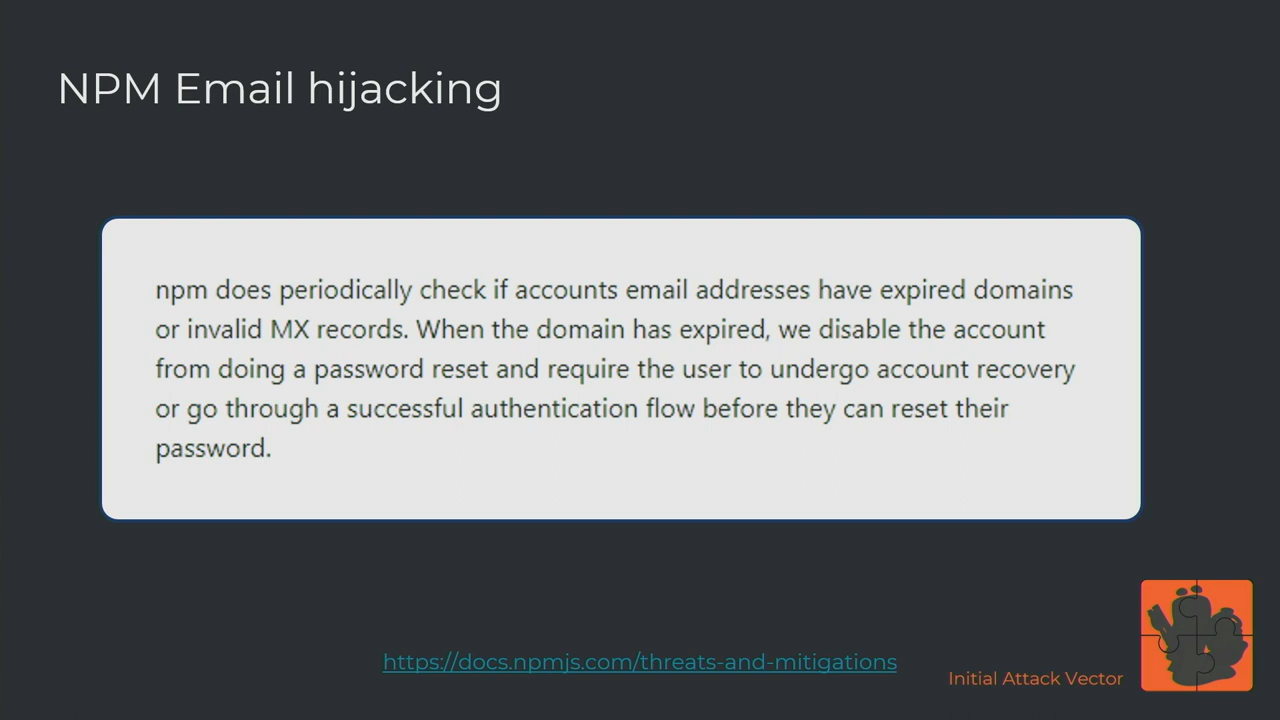 NPM Email hijacking
npm does periodically check if accounts email addresses have expired domains
or invalid MX records. When the domain has expired, we disable the account
from doing a password reset and require the user to undergo account recovery
or go through a successful authentication flow before they can reset their
password.
https://docs.npmjs.com/threats-and-mitigations
Initial Attack Vector